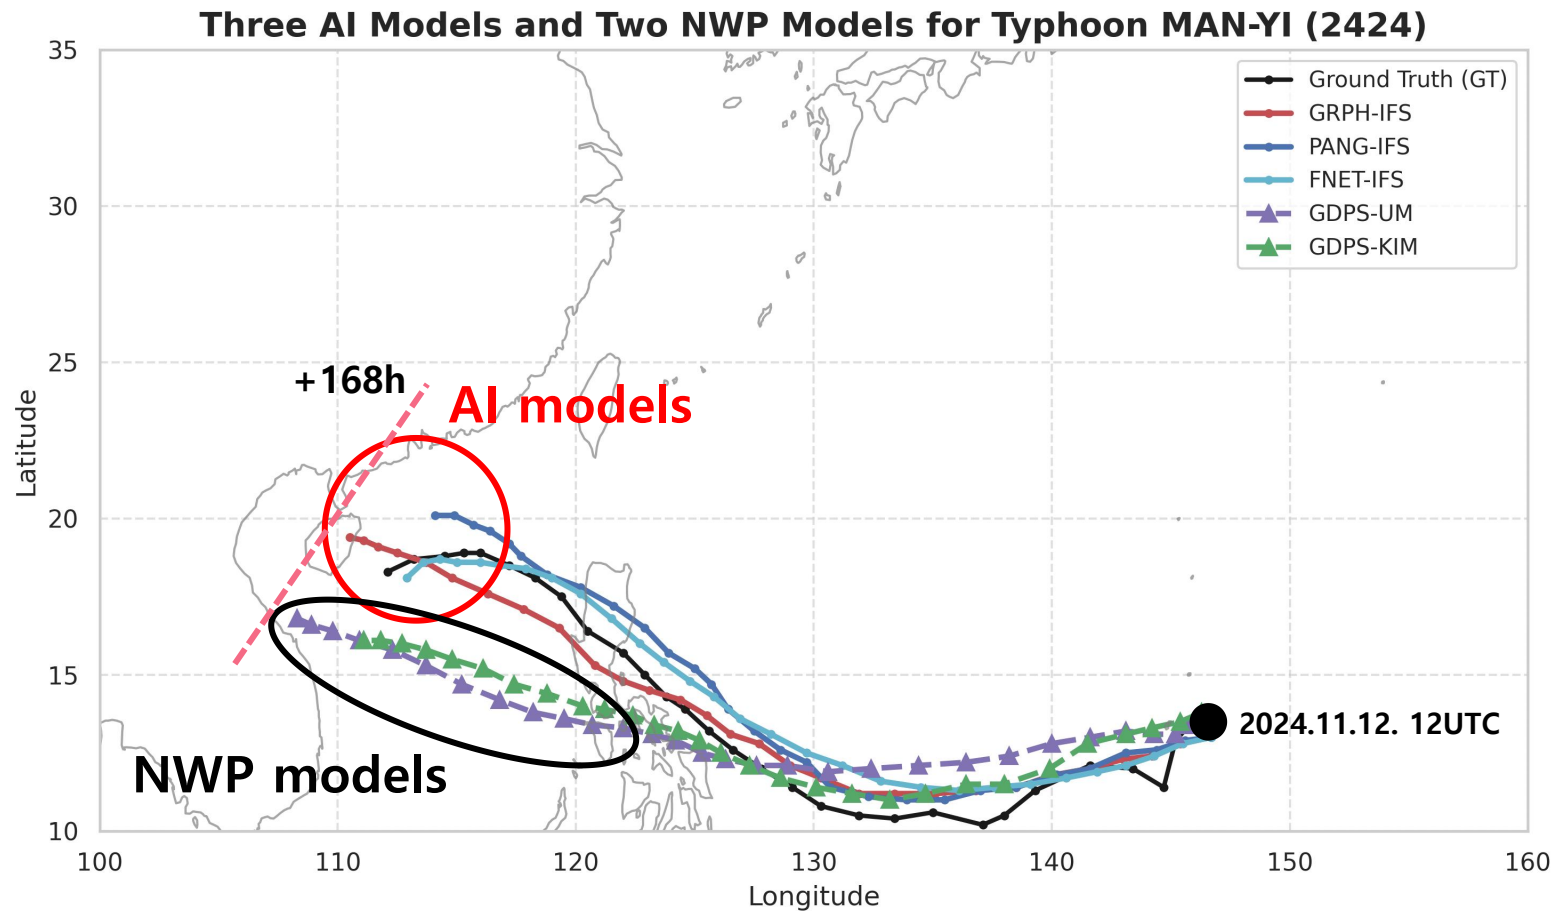 Three AI Models and Two NWP Models for Typhoon MAN-YI (2424)
35
30
25
20
15
10
Latitude
Ground Truth (GT)
GRPH-IFS
PANG-IFS
FNET-IFS
GDPS-UM
GDPS-KIM
+168h
AI models
2024.11.12. 12UTC
NWP models
100 110 120 130 140 150 160
Longitude